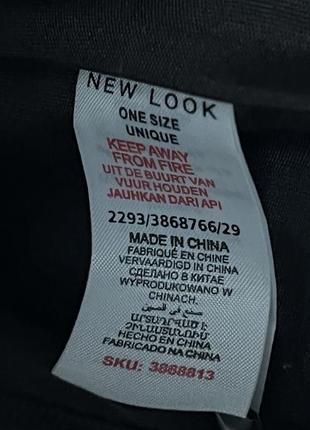 NEW LOOK
ONE SIZE
UNIQUE
KEEP AWAY
FROM FIRE
UIT DE BUURT VAN
VUUR HOUDEN
JAUHKAN DARI API
2293/3868766/29
MADE IN CHINA
FABRIQUÉ EN CHINE
VERVAARDIGD IN CHINA
СДЕЛАНО В КИТАЕ
WYPRODUKOWANO W
CHINACH.
HECHO EN CHINA
FABRICADO NA CHINA
SKU: 3868813